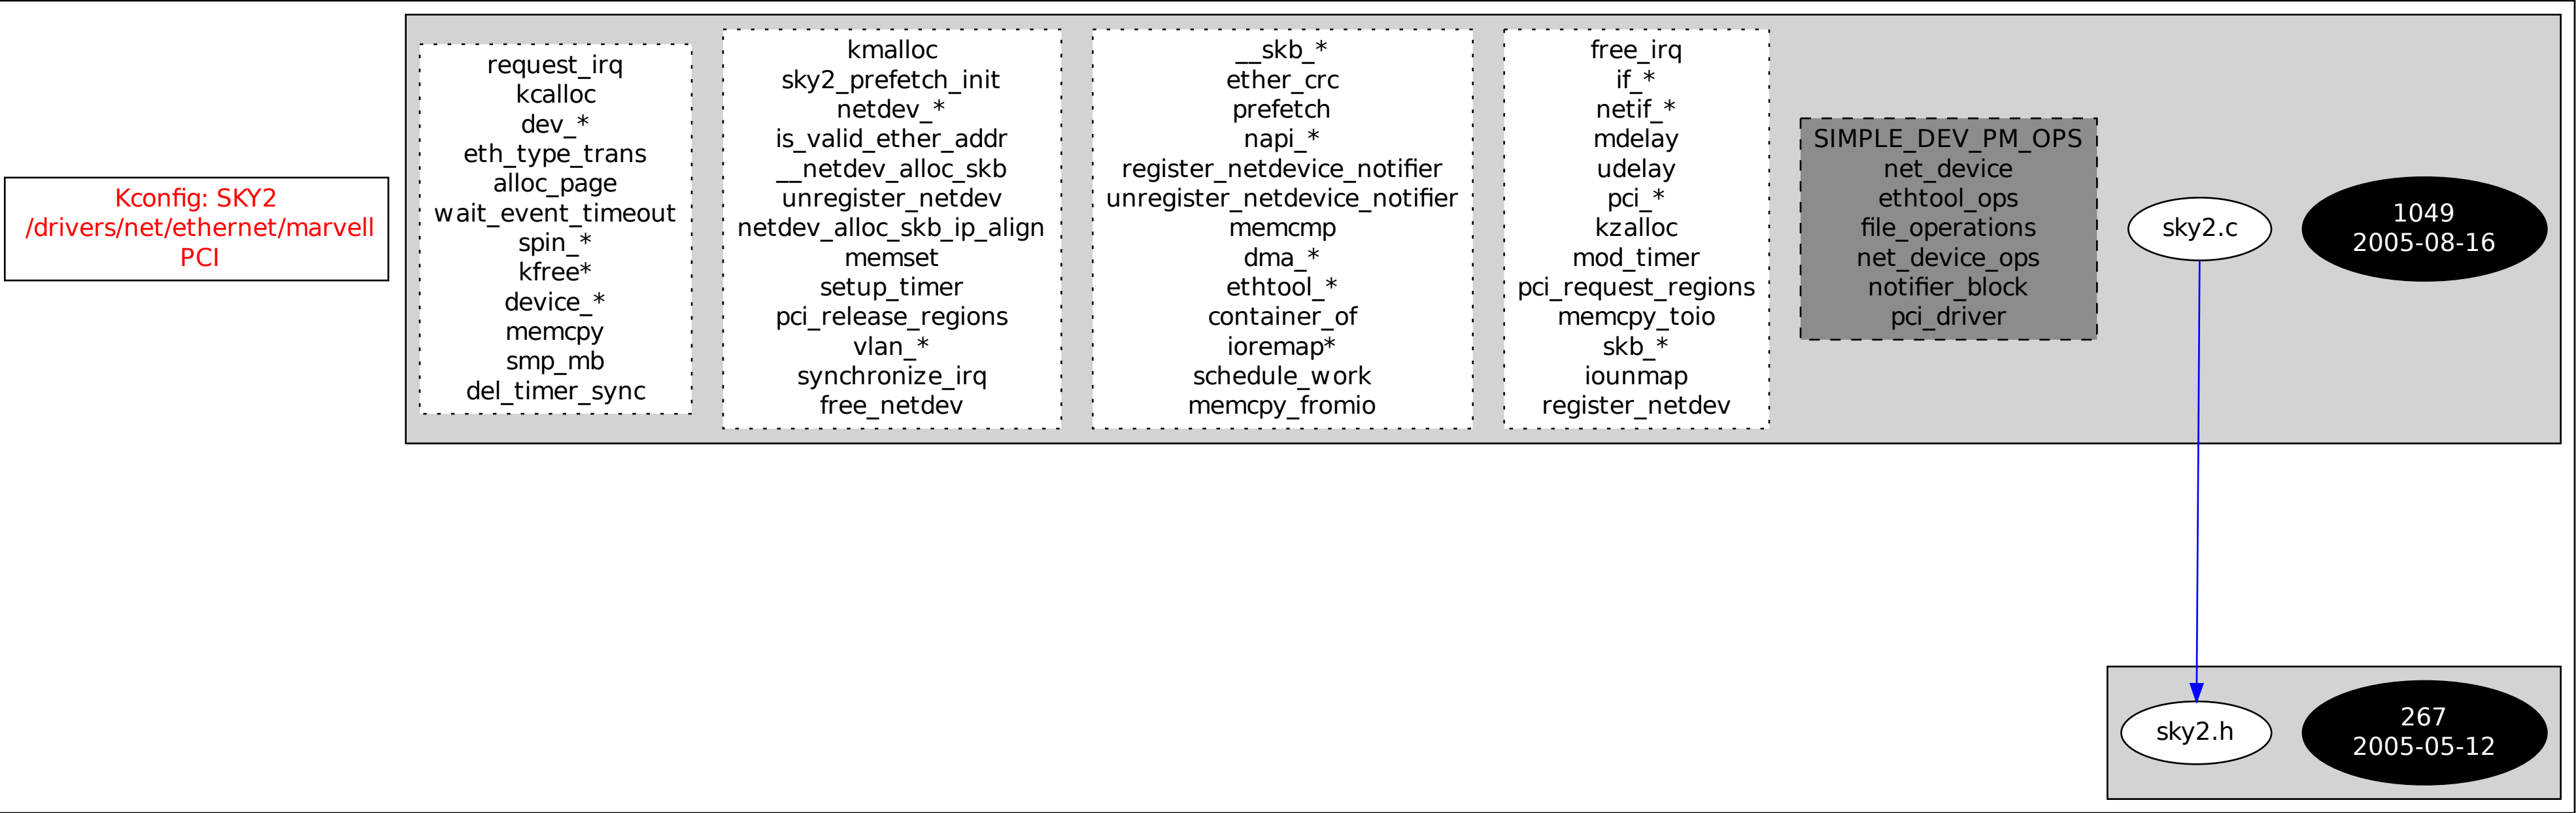 Kconfig: SKY2
/drivers/net/ethernet/marvell
PCI
request_irq
kcalloc
dev_*
eth_type_trans
alloc_page
wait_event_timeout
spin_*
kfree*
device_*
memcpy
smp_mb
del_timer_sync
kmalloc
sky2_prefetch_init
netdev_*
is_valid_ether_addr
__netdev_alloc_skb
unregister_netdev
netdev_alloc_skb_ip_align
memset
setup_timer
pci_release_regions
vlan_*
synchronize_irq
free_netdev
__skb_*
ether_crc
prefetch
napi_*
register_netdevice_notifier
unregister_netdevice_notifier
memcmp
dma_*
ethtool_*
container_of
ioremap*
schedule_work
memcpy_fromio
free_irq
if_*
netif_*
mdelay
udelay
pci_*
kzalloc
mod_timer
pci_request_regions
memcpy_toio
skb_*
iounmap
register_netdev
SIMPLE_DEV_PM_OPS
net_device
ethtool_ops
file_operations
net_device_ops
notifier_block
pci_driver
sky2.c
1049
2005-08-16
sky2.h
267
2005-05-12